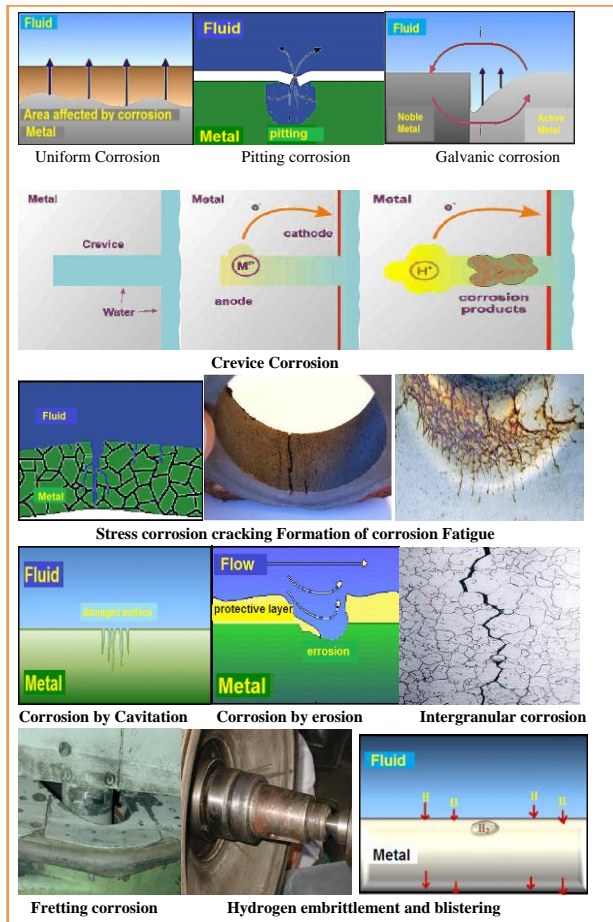 Fluid
Area affected by corrosion
Metal
Uniform Corrosion
Fluid
Metal
pitting
Pitting corrosion
Fluid
i
i
Noble
Metal
Active
Metal
Galvanic corrosion
Metal
Crevice
Water
Metal
e-
cathode
M+
anode
Metal
e-
H+
corrosion
products
Crevice Corrosion
Fluid
Metal
Stress corrosion cracking Formation of corrosion Fatigue
Fluid
damaged surface
Metal
Corrosion by Cavitation
Flow
protective layer
errosion
Metal
Corrosion by erosion
Intergranular corrosion
Fretting corrosion
Fluid
H
H
H
H
H2
Metal
Hydrogen embrittlement and blistering